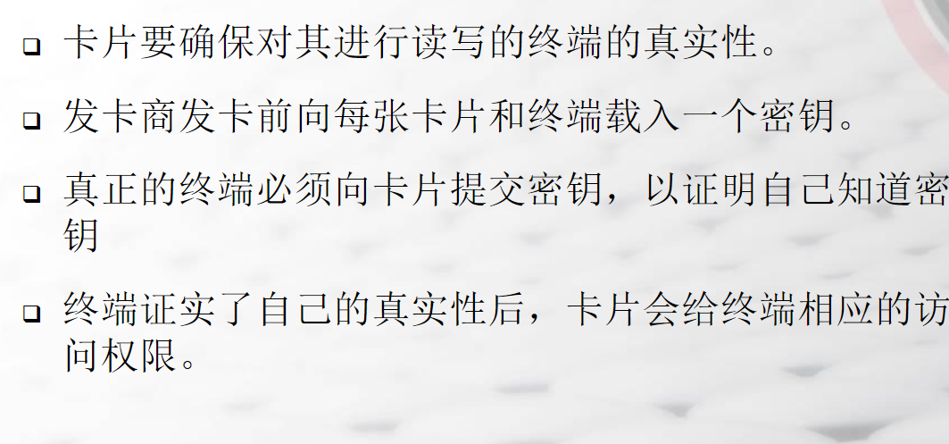 卡片要确保对其进行读写的终端的真实性。
发卡商发卡前向每张卡片和终端载入一个密钥。
真正的终端必须向卡片提交密钥，以证明自己知道密
钥
终端证实了自己的真实性后，卡片会给终端相应的访
问权限。